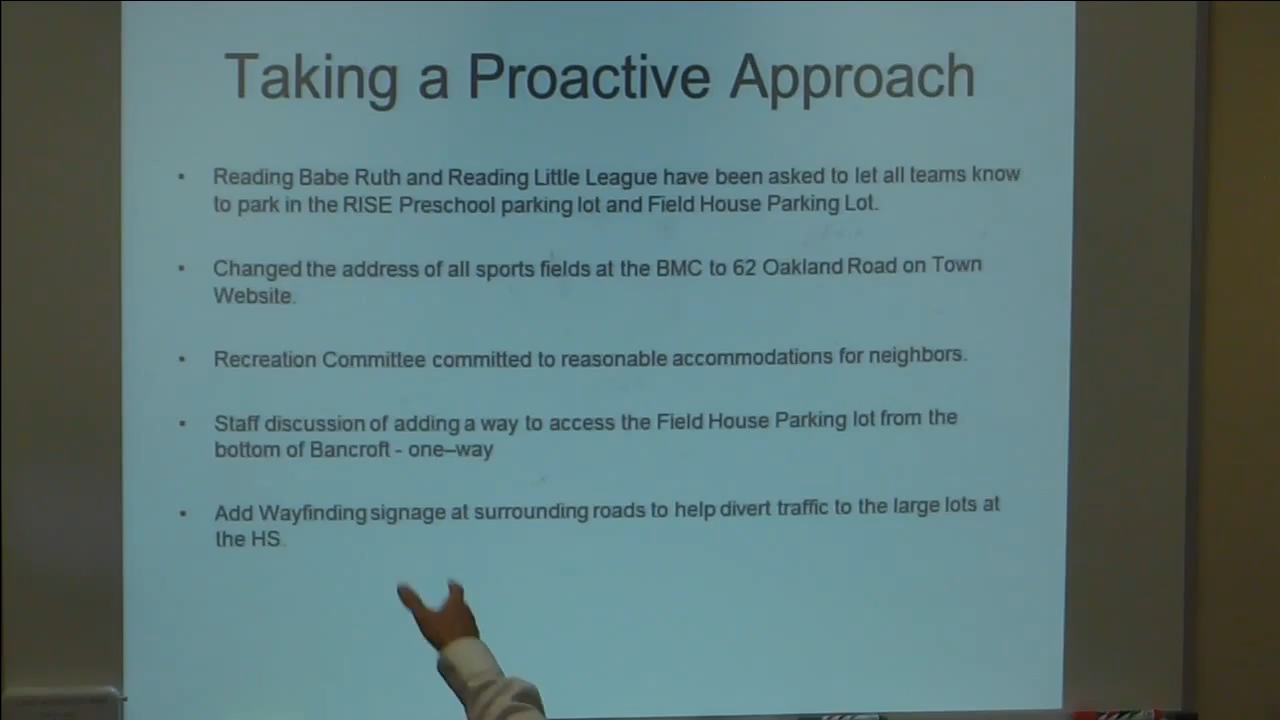 Taking a Proactive Approach
• Reading Babe Ruth and Reading Little League have been asked to let all teams know
to park in the RISE Preschool parking lot and Field House Parking Lot.
• Changed the address of all sports fields at the BMC to 62 Oakland Road on Town
Website.
• Recreation Committee committed to reasonable accommodations for neighbors.
• Staff discussion of adding a way to access the Field House Parking lot from the
bottom of Bancroft - one–way
• Add Wayfinding signage at surrounding roads to help divert traffic to the large lots at
the HS.